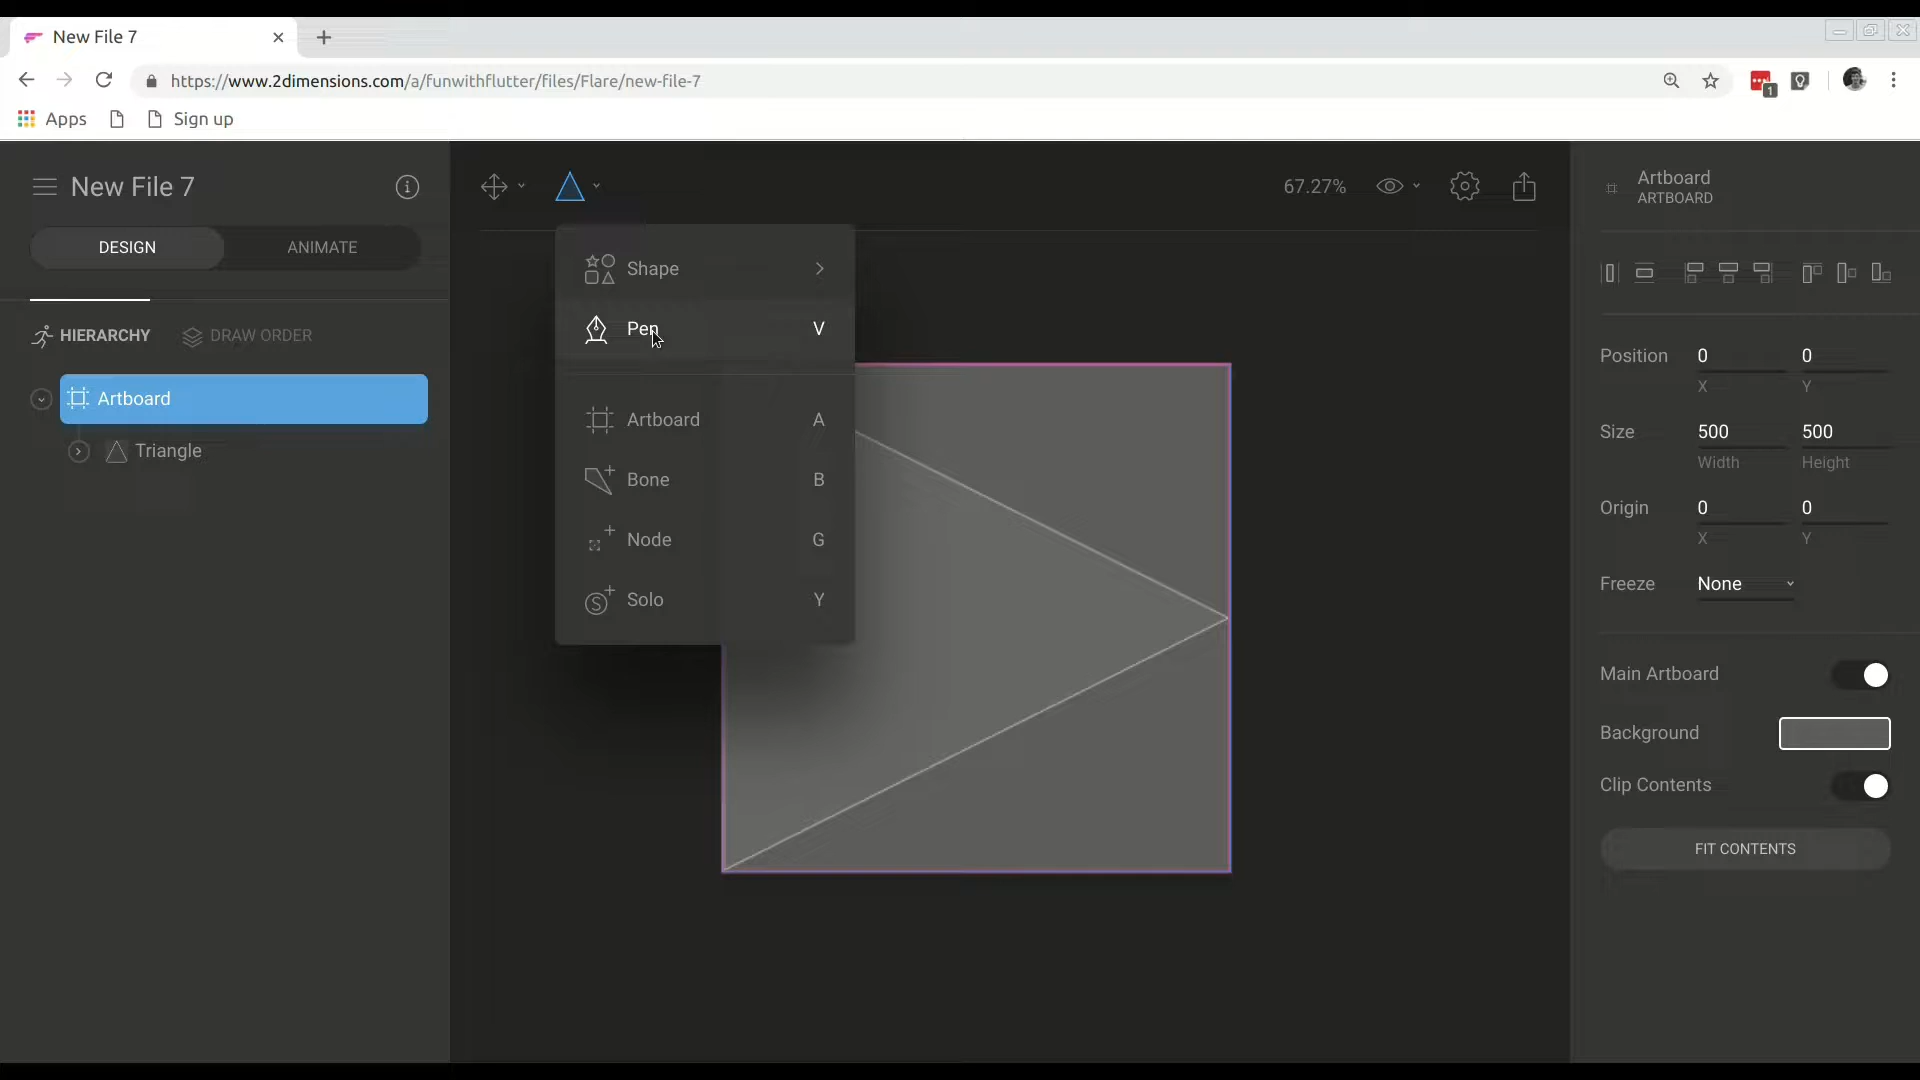 New File 7
https://www.2dimensions.com/a/funwithflutter/files/Flare/new-file-7
1
Apps
Sign up
New File 7
67.27%
Artboard
ARTBOARD
DESIGN
ANIMATE
Shape
Pen V
HIERARCHY
DRAW ORDER
Artboard
Triangle
Artboard A
Bone B
Node G
Solo Y
Position 0 0
X Y
Size 500 500
Width Height
Origin 0 0
X Y
Freeze None
Main Artboard
Background
Clip Contents
FIT CONTENTS